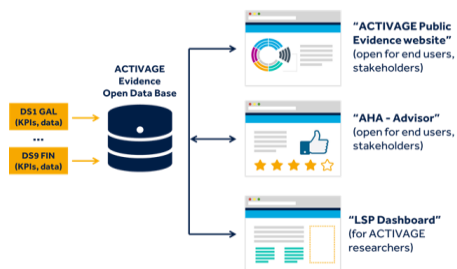 ACTIVAGE
Evidence
Open Data Base
DS1 GAL
(KPIs, data)
...
DS9 FIN
(KPIs, data)
“ACTIVAGE Public
Evidence website”
(open for end users,
stakeholders)
“AHA - Advisor”
(open for end users,
stakeholders)
“LSP Dashboard”
(for ACTIVAGE
researchers)